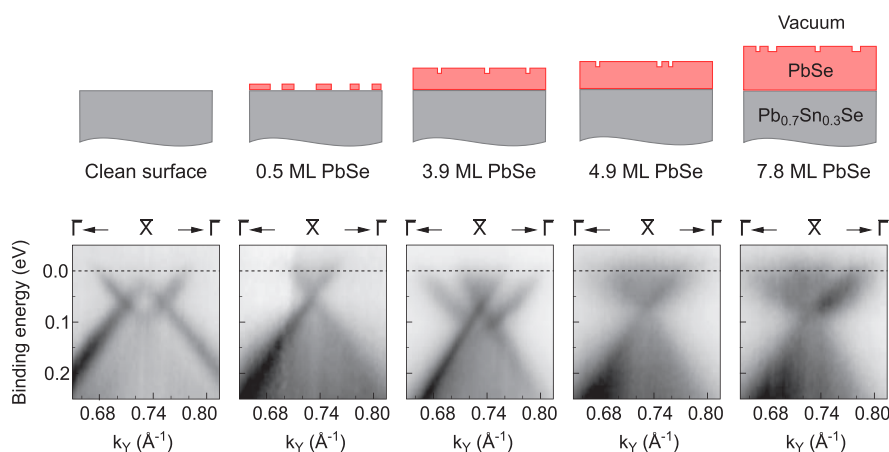 Vacuum
PbSe
Pb₀.₇Sn₀.₃Se
Clean surface 0.5 ML PbSe 3.9 ML PbSe 4.9 ML PbSe 7.8 ML PbSe
Γ̅ ← X̅ → Γ̅ Γ̅ ← X̅ → Γ̅ Γ̅ ← X̅ → Γ̅ Γ̅ ← X̅ → Γ̅ Γ̅ ← X̅ → Γ̅
Binding energy (eV)
0.0
0.1
0.2
0.68 0.74 0.80 0.68 0.74 0.80 0.68 0.74 0.80 0.68 0.74 0.80 0.68 0.74 0.80
kY (Å⁻¹) kY (Å⁻¹) kY (Å⁻¹) kY (Å⁻¹) kY (Å⁻¹)